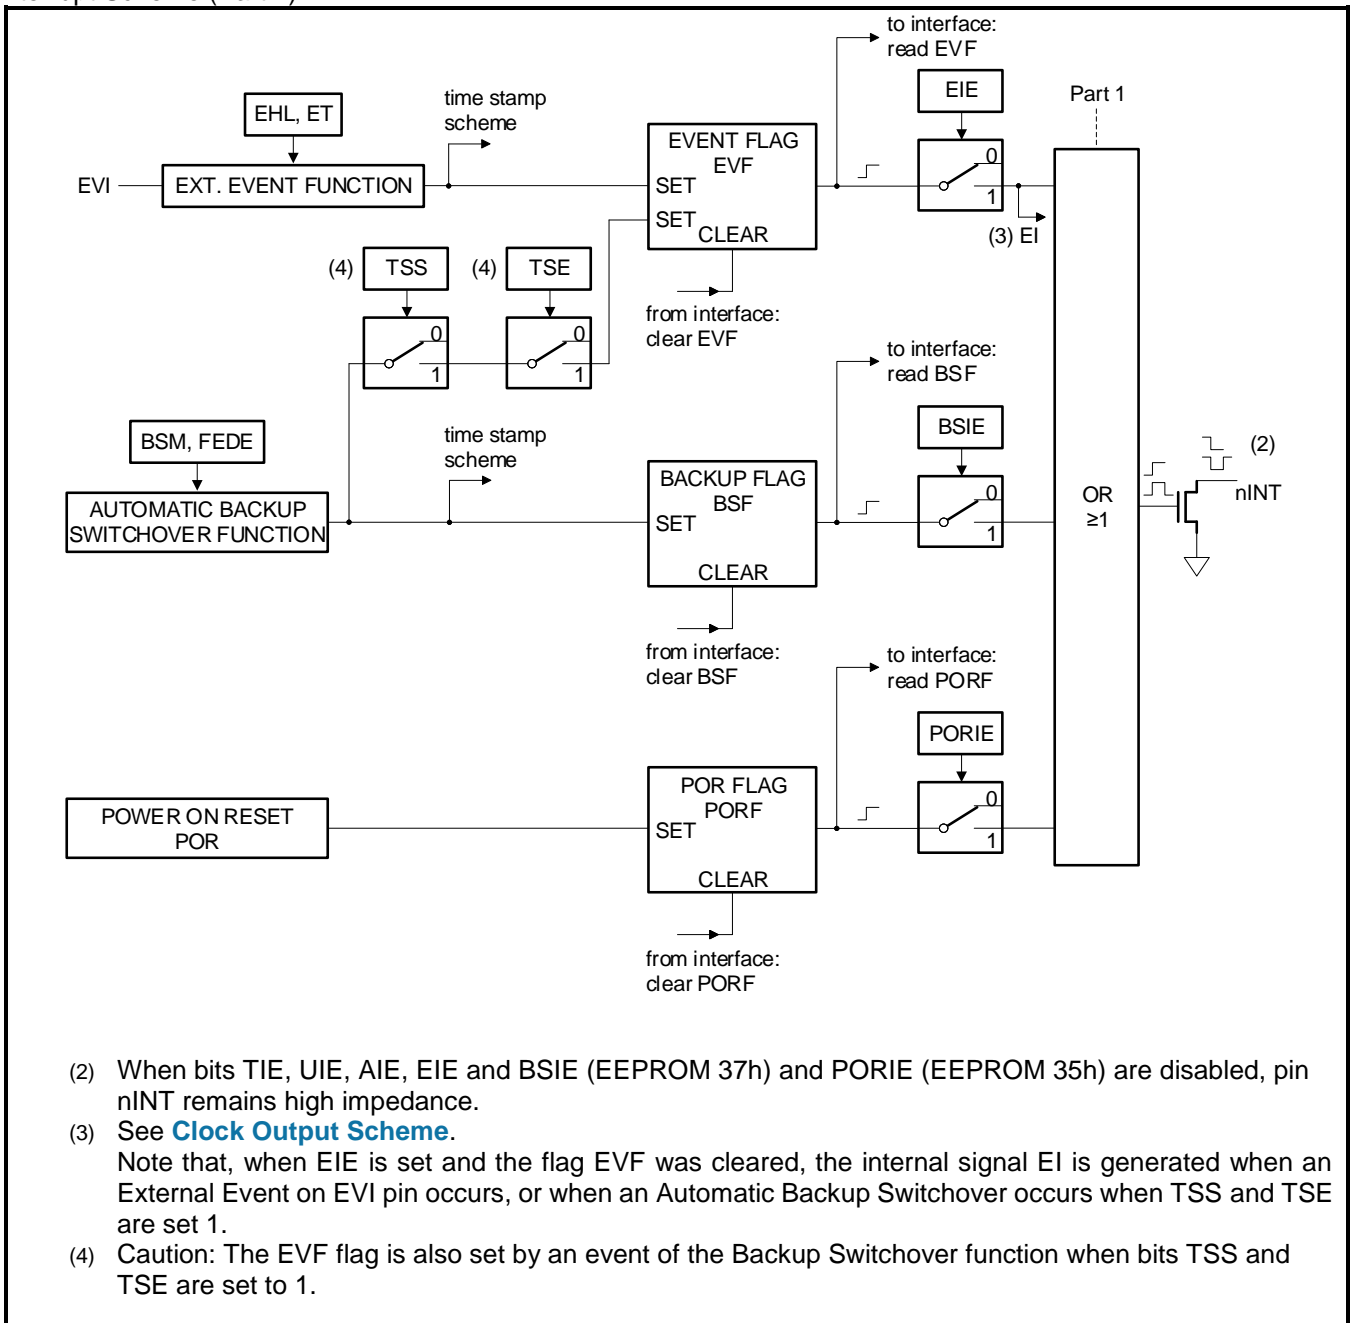 to interface:
read EVF
EIE
Part 1
EHL, ET
time stamp
scheme
EVENT FLAG
EVF
0
EVI
EXT. EVENT FUNCTION
SET
1
SET
CLEAR
(3) EI
(4) TSS
(4) TSE
from interface:
clear EVF
0
1
0
1
to interface:
read BSF
BSIE
BSM, FEDE
time stamp
scheme
BACKUP FLAG
BSF
0
OR
≥1
(2)
nINT
AUTOMATIC BACKUP
SWITCHOVER FUNCTION
SET
1
CLEAR
from interface:
clear BSF
to interface:
read PORF
PORIE
POR FLAG
PORF
0
POWER ON RESET
POR
SET
1
CLEAR
from interface:
clear PORF
(2) When bits TIE, UIE, AIE, EIE and BSIE (EEPROM 37h) and PORIE (EEPROM 35h) are disabled, pin
nINT remains high impedance.
(3) See Clock Output Scheme.
Note that, when EIE is set and the flag EVF was cleared, the internal signal EI is generated when an
External Event on EVI pin occurs, or when an Automatic Backup Switchover occurs when TSS and TSE
are set 1.
(4) Caution: The EVF flag is also set by an event of the Backup Switchover function when bits TSS and
TSE are set to 1.